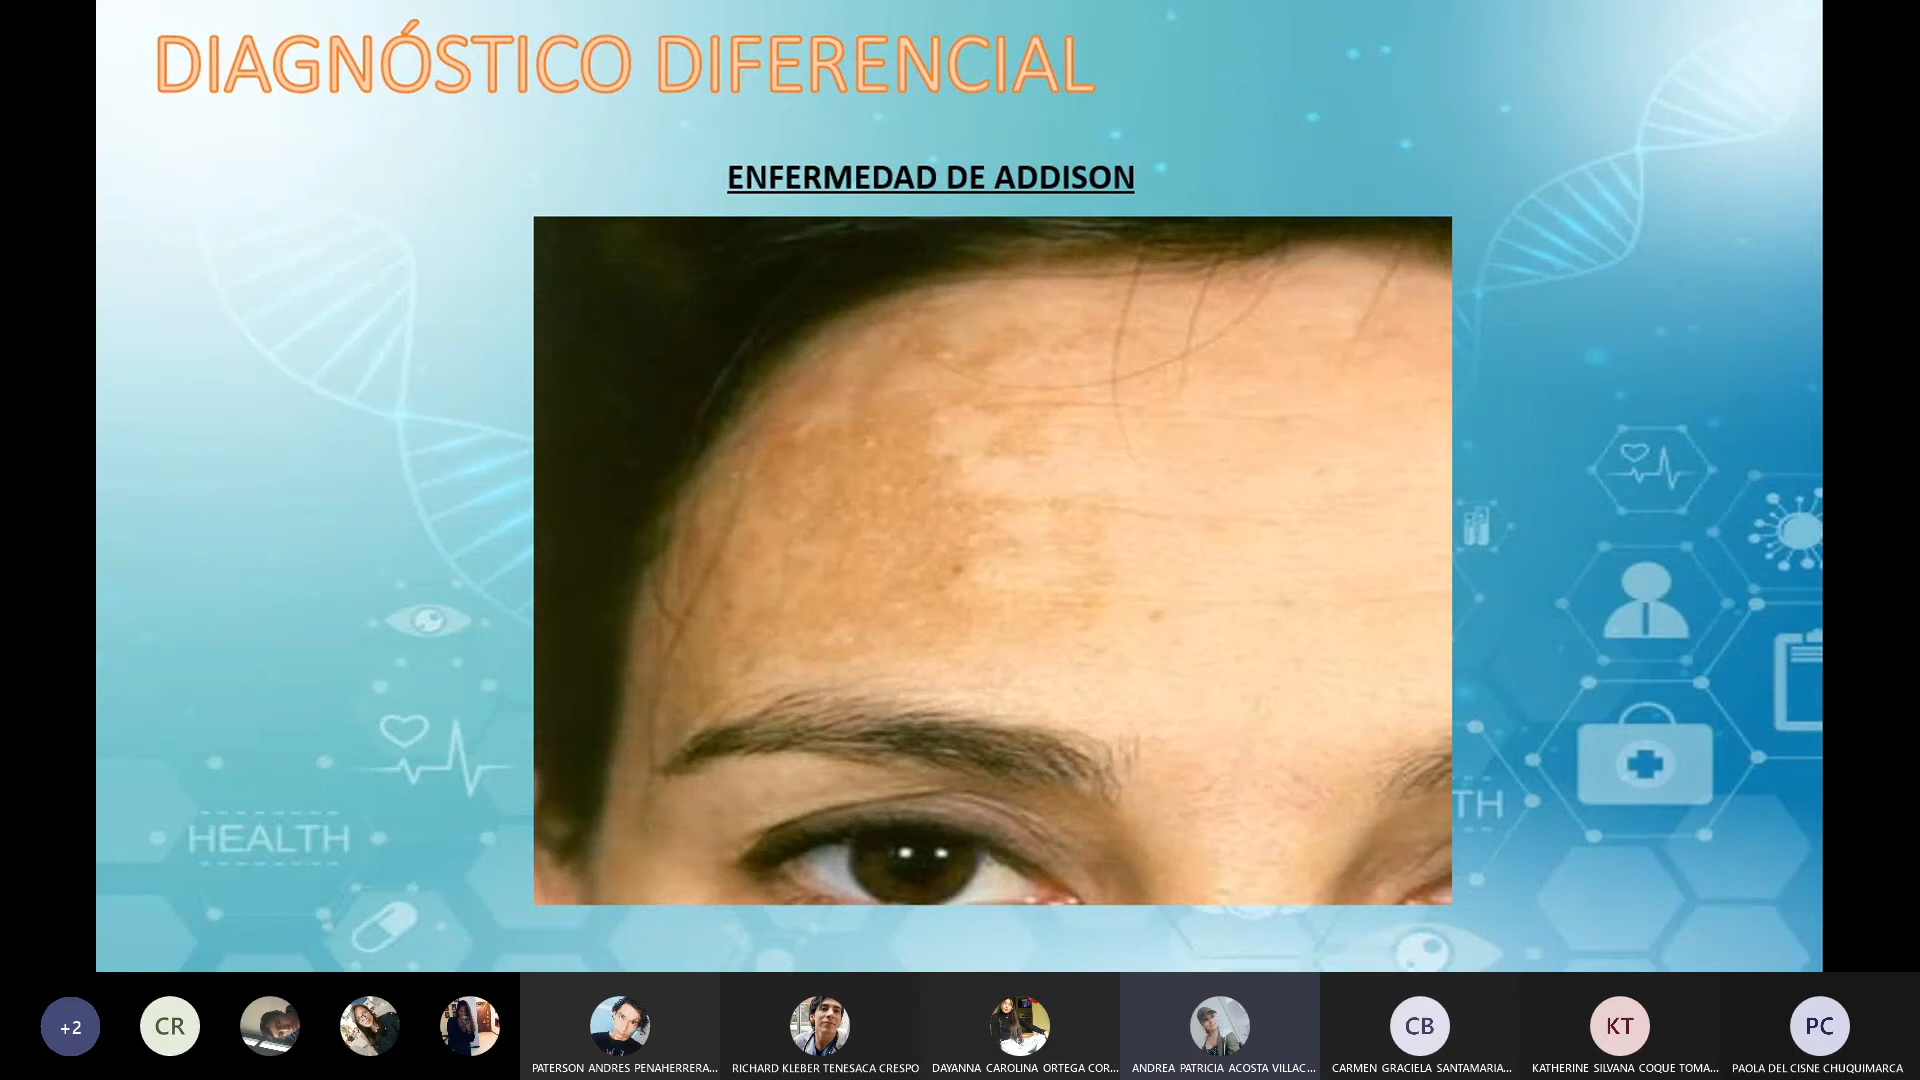 DIAGNÓSTICO DIFERENCIAL
ENFERMEDAD DE ADDISON
HEALTH
TH
+2
CR
CB
KT
PC
PATERSON ANDRES PENAHERRERA...
RICHARD KLEBER TENESACA CRESPO
DAYANNA CAROLINA ORTEGA COR...
ANDREA PATRICIA ACOSTA VILLAC...
CARMEN GRACIELA SANTAMARIA...
KATHERINE SILVANA COQUE TOMA...
PAOLA DEL CISNE CHUQUIMARCA